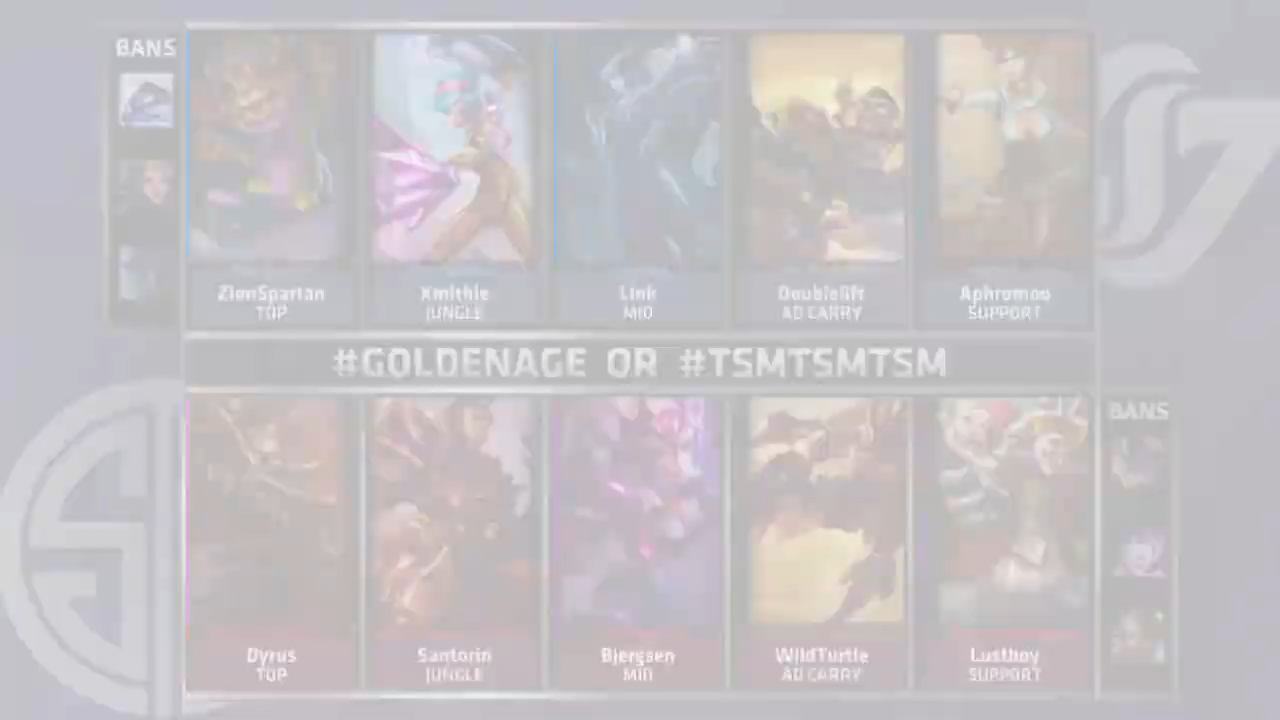 BANS
ZionSpartan
TOP
Xmithie
JUNGLE
Link
MID
Doublelift
AD CARRY
Aphromoo
SUPPORT
#GOLDENAGE OR #TSMTSMTSM
BANS
Dyrus
TOP
Santorin
JUNGLE
Bjergsen
MID
WildTurtle
AD CARRY
Lustboy
SUPPORT